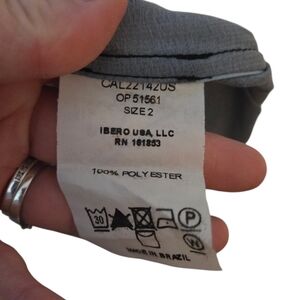 CAL221420S
OP 51561
SIZE 2
IBERO USA, LLC
RN 161853
100% POLYESTER
30
P
W
MADE IN BRAZIL